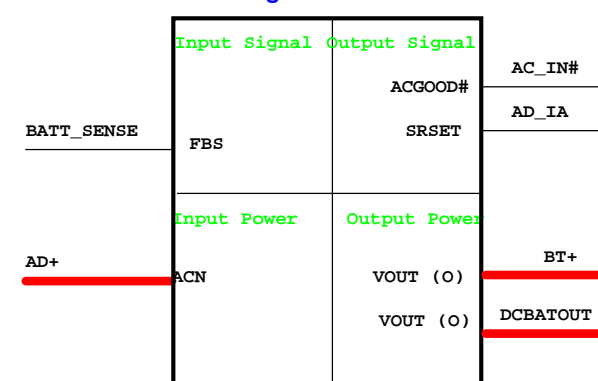 Input Signal Output Signal
AC_IN#
ACGOOD#
AD_IA
BATT_SENSE
SRSET
FBS
Input Power Output Power
AD+
BT+
ACN
VOUT (O)
DCBATOUT
VOUT (O)